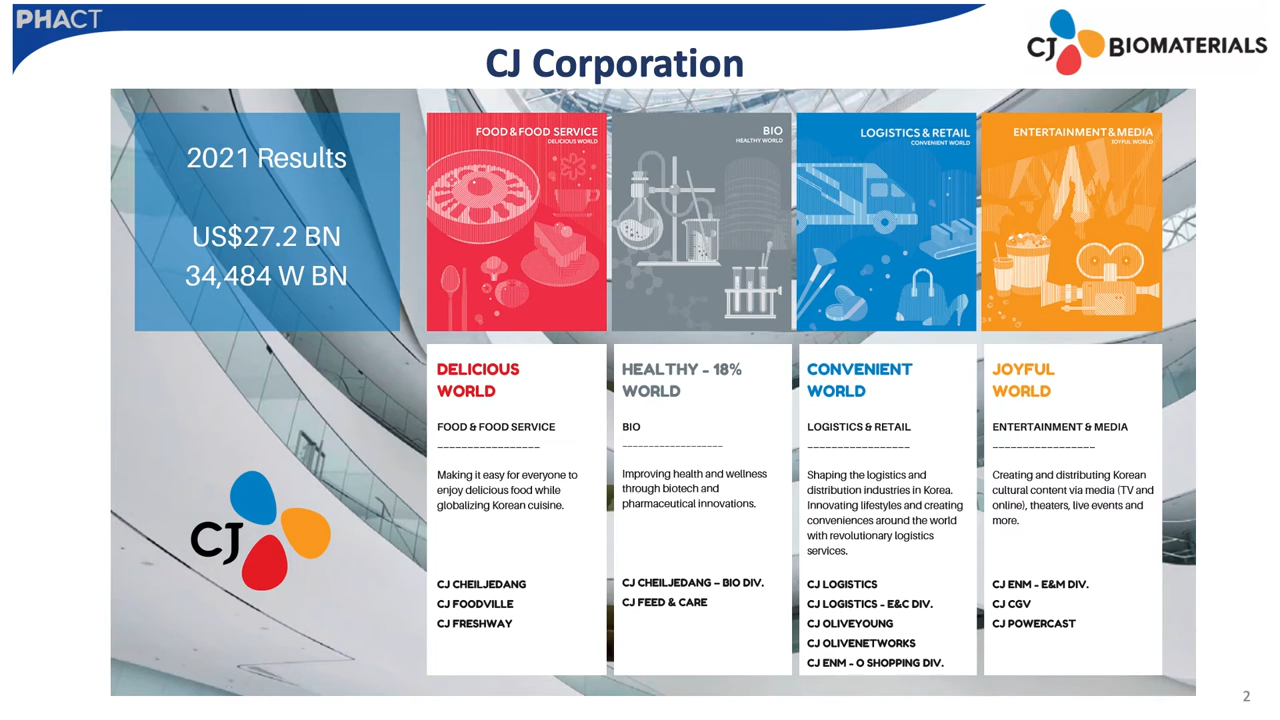 PHACT
CJ BIOMATERIALS
CJ Corporation
2021 Results
US$27.2 BN
34,484 W BN
FOOD & FOOD SERVICE
DELICIOUS WORLD
BIO
HEALTHY WORLD
LOGISTICS & RETAIL
CONVENIENT WORLD
ENTERTAINMENT & MEDIA
JOYFUL WORLD
DELICIOUS
WORLD
FOOD & FOOD SERVICE
–––––––––––––––––
Making it easy for everyone to
enjoy delicious food while
globalizing Korean cuisine.
CJ CHEILJEDANG
CJ FOODVILLE
CJ FRESHWAY
HEALTHY - 18%
WORLD
BIO
–––––––––––––––––––
Improving health and wellness
through biotech and
pharmaceutical innovations.
CJ CHEILJEDANG – BIO DIV.
CJ FEED & CARE
CONVENIENT
WORLD
LOGISTICS & RETAIL
–––––––––––––––––
Shaping the logistics and
distribution industries in Korea.
Innovating lifestyles and creating
conveniences around the world
with revolutionary logistics
services.
CJ LOGISTICS
CJ LOGISTICS - E&C DIV.
CJ OLIVEYOUNG
CJ OLIVENETWORKS
CJ ENM - O SHOPPING DIV.
JOYFUL
WORLD
ENTERTAINMENT & MEDIA
–––––––––––––––––
Creating and distributing Korean
cultural content via media (TV and
online), theaters, live events and
more.
CJ ENM - E&M DIV.
CJ CGV
CJ POWERCAST
CJ
2